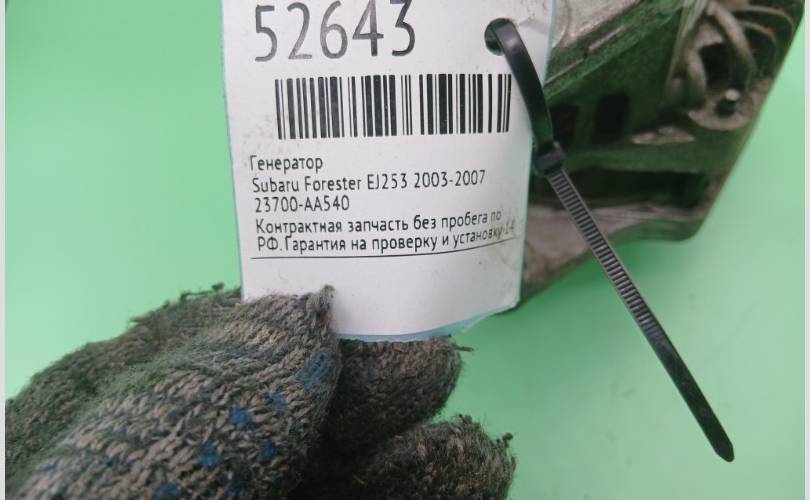 52643
Генератор
Subaru Forester EJ253 2003-2007
23700-AA540
Контрактная запчасть без пробега по
РФ.Гарантия на проверку и установку 14